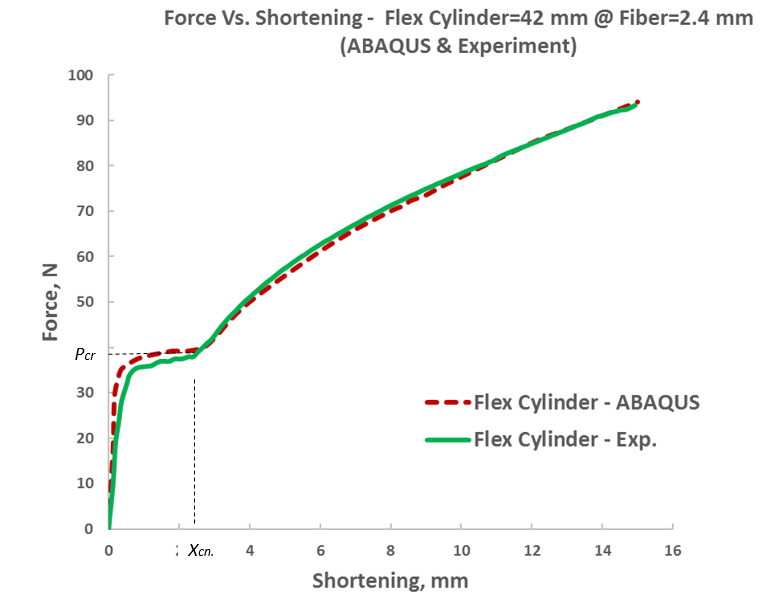 Force Vs. Shortening - Flex Cylinder=42 mm @ Fiber=2.4 mm
(ABAQUS & Experiment)
100
90
80
70
60
50
Pcr
30
20
10
0
Force, N
Flex Cylinder - ABAQUS
Flex Cylinder - Exp.
0 Xcn. 4 6 8 10 12 14 16
Shortening, mm